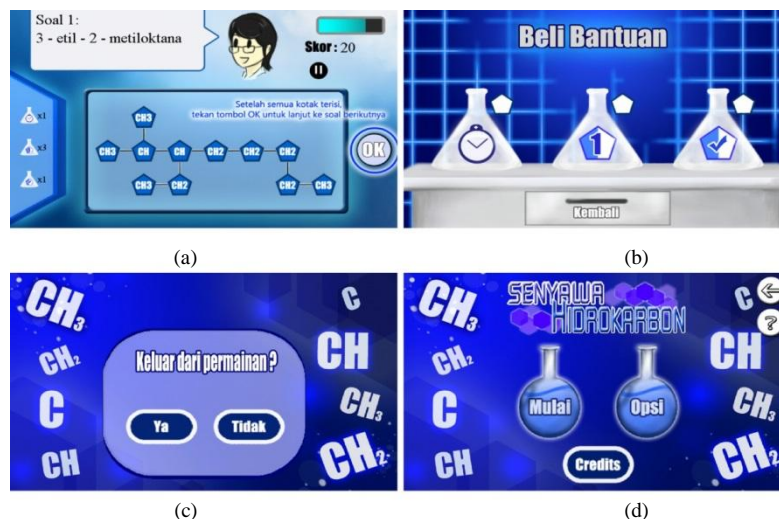 Soal 1:
3 - etil - 2 - metiloktana
Skor : 20
Setelah semua kotak terisi,
tekan tombol OK untuk lanjut ke soal berikutnya
x1
x3
x1
CH3
CH3 CH CH CH2 CH2 CH2
CH3 CH2 CH2 CH3
OK
(a)
Beli Bantuan
1
Kembali
(b)
CH3
CH2
C
CH
Keluar dari permainan ?
Ya Tidak
C
CH
CH3
CH2
(c)
CH3
CH2
C
CH
SENYAWA
HIDROKARBON
Mulai Opsi
Credits
C
?
CH
CH3
CH2
(d)